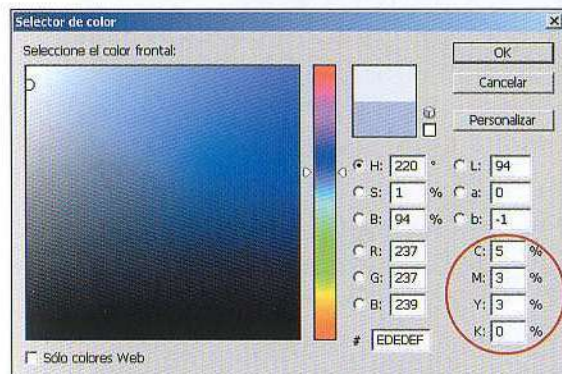 Selector de color
Seleccione el color frontal:
OK
Cancelar
Personalizar
H: 220 °
S: 1 %
B: 94 %
R: 237
G: 237
B: 239
# EDEDEF
L: 94
a: 0
b: -1
C: 5 %
M: 3 %
Y: 3 %
K: 0 %
Sólo colores Web